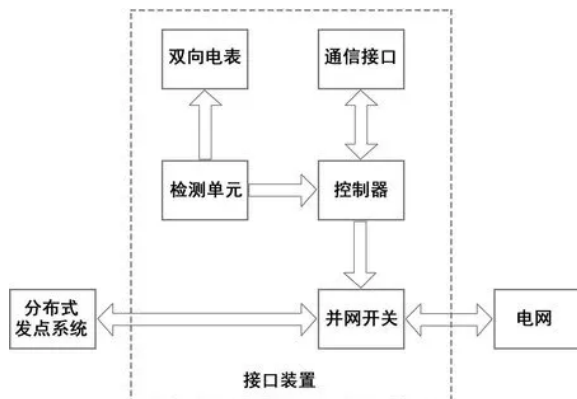 双向电表
通信接口
检测单元
控制器
分布式
发点系统
并网开关
电网
接口装置